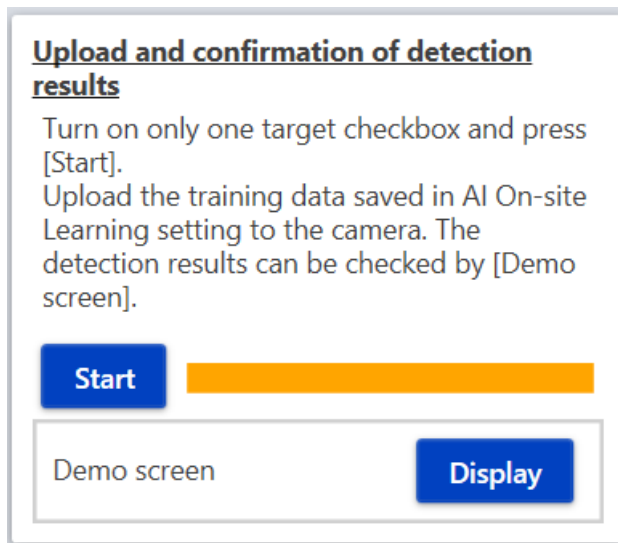 Upload and confirmation of detection
results
Turn on only one target checkbox and press
[Start].
Upload the training data saved in AI On-site
Learning setting to the camera. The
detection results can be checked by [Demo
screen].
Start
Demo screen
Display